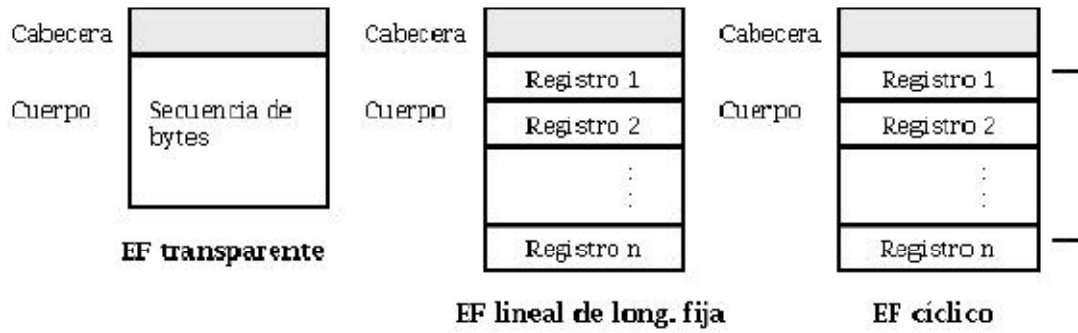 Cabecera
Cuerpo
Secuencia de
bytes
EF transparente
Cabecera
Cuerpo
Registro 1
Registro 2
Registro n
EF lineal de long. fija
Cabecera
Cuerpo
Registro 1
Registro 2
Registro n
EF cíclico